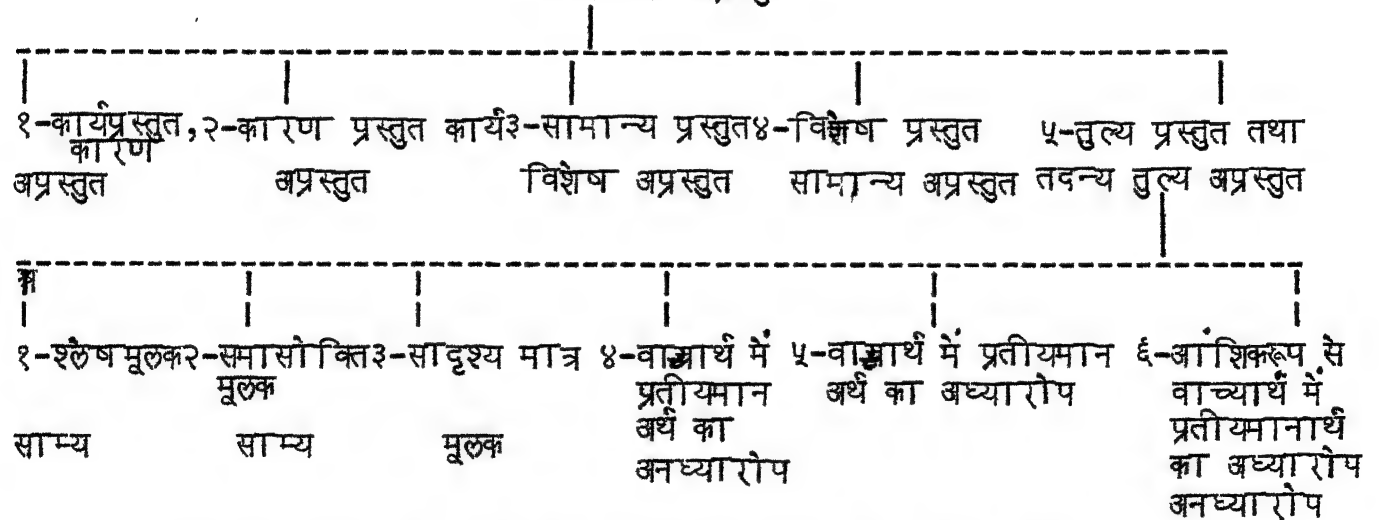 १-कार्यप्रस्तुत, २-कारण प्रस्तुत कार्य ३-सामान्य प्रस्तुत ४-विशेष प्रस्तुत ५-तुल्य प्रस्तुत तथा
कारण
अप्रस्तुत अप्रस्तुत विशेष अप्रस्तुत सामान्य अप्रस्तुत तदन्य तुल्य अप्रस्तुत
१-श्लेषमूलक २-समासोक्ति ३-सादृश्य मात्र ४-वाच्यार्थ में ५-वाच्यार्थ में प्रतीयमान ६-आंशिकरूप से
मूलक प्रतीयमान अर्थ का अध्यारोप वाच्यार्थ में
अर्थ का प्रतीयमानार्थ
साम्य साम्य मूलक अनध्यारोप का अध्यारोप
अनध्यारोप